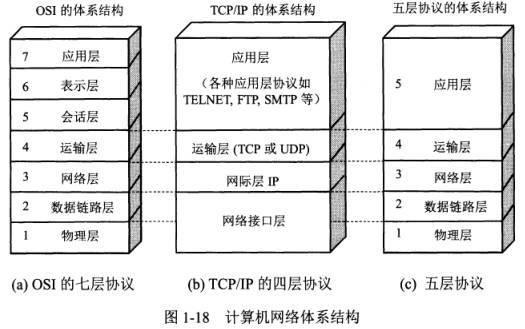 OSI 的体系结构
7 应用层
6 表示层
5 会话层
4 运输层
3 网络层
2 数据链路层
1 物理层
(a) OSI 的七层协议
TCP/IP 的体系结构
应用层
（各种应用层协议如
TELNET, FTP, SMTP 等）
运输层 (TCP 或 UDP)
网际层 IP
网络接口层
(b) TCP/IP 的四层协议
五层协议的体系结构
5 应用层
4 运输层
3 网络层
2 数据链路层
1 物理层
(c) 五层协议
图 1-18 计算机网络体系结构